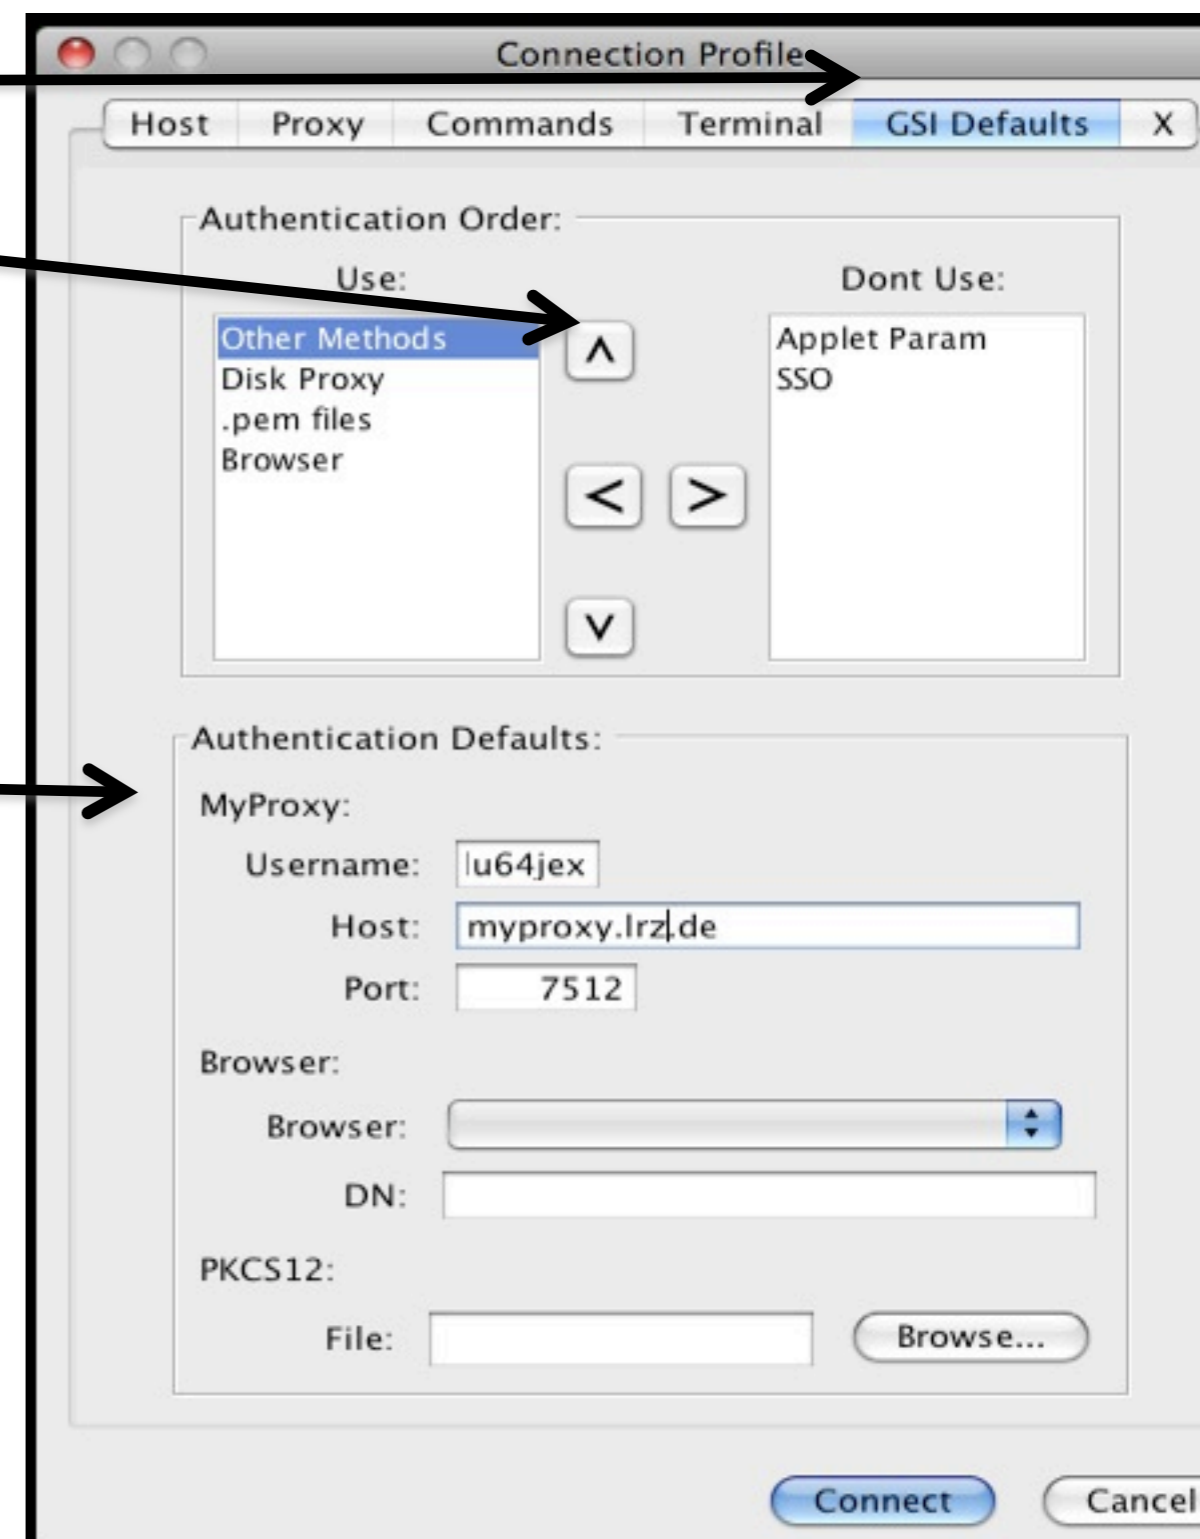 Connection Profile
Host Proxy Commands Terminal GSI Defaults X
Authentication Order:
Use: Dont Use:
Other Methods
Disk Proxy
.pem files
Browser
Applet Param
SSO
^
< >
v
Authentication Defaults:
MyProxy:
Username: lu64jex
Host: myproxy.lrz.de
Port: 7512
Browser:
Browser:
DN:
PKCS12:
File: Browse...
Connect Cancel